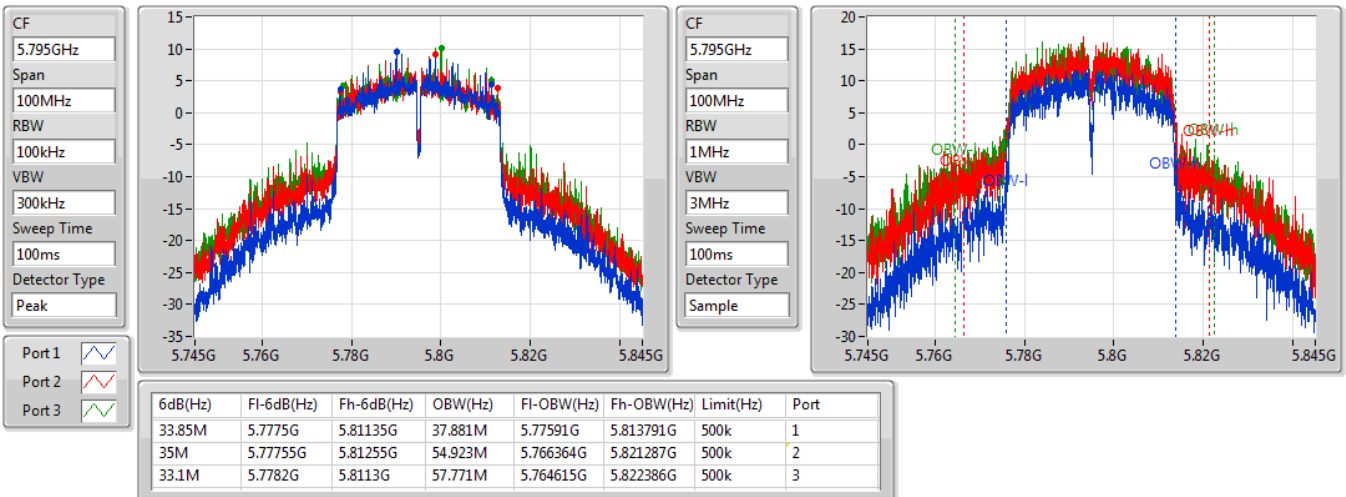 CF
5.795GHz
Span
100MHz
RBW
100kHz
VBW
300kHz
Sweep Time
100ms
Detector Type
Peak
Port 1
Port 2
Port 3
15
10
5
0
-5
-10
-15
-20
-25
-30
-35
5.745G 5.76G 5.78G 5.8G 5.82G 5.845G
CF
5.795GHz
Span
100MHz
RBW
1MHz
VBW
3MHz
Sweep Time
100ms
Detector Type
Sample
20
15
10
5
0
-5
-10
-15
-20
-25
-30
OBW-l
OBW-h
5.745G 5.76G 5.78G 5.8G 5.82G 5.845G
6dB(Hz) Fl-6dB(Hz) Fh-6dB(Hz) OBW(Hz) Fl-OBW(Hz) Fh-OBW(Hz) Limit(Hz) Port
33.85M 5.7775G 5.81135G 37.881M 5.77591G 5.813791G 500k 1
35M 5.77755G 5.81255G 54.923M 5.766364G 5.821287G 500k 2
33.1M 5.7782G 5.8113G 57.771M 5.764615G 5.822386G 500k 3